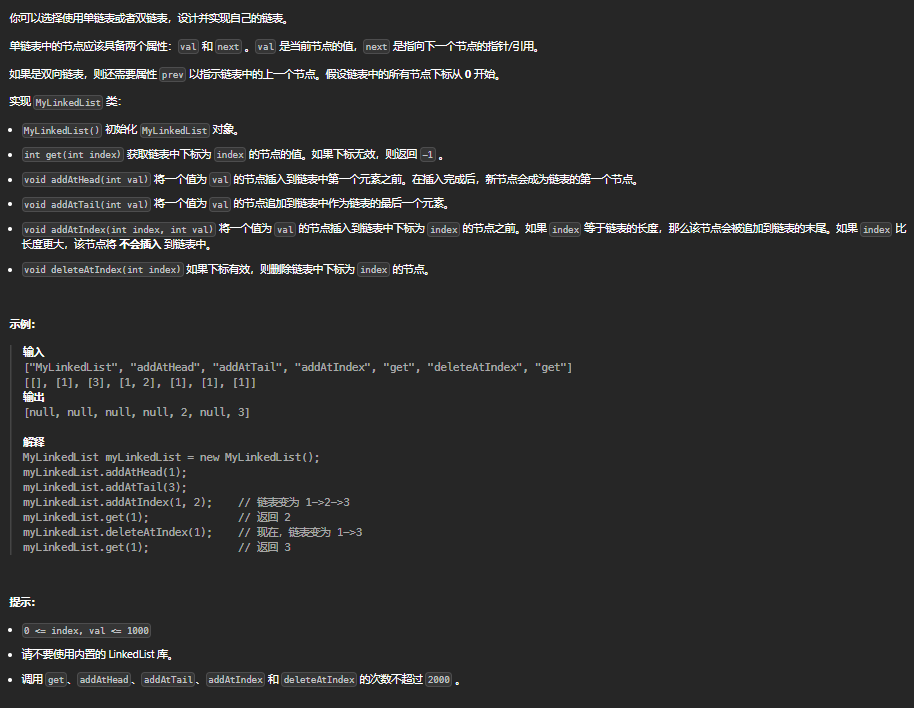 你可以选择使用单链表或者双链表，设计并实现自己的链表。
单链表中的节点应该具备两个属性：val 和 next 。val 是当前节点的值，next 是指向下一个节点的指针/引用。
如果是双向链表，则还需要属性 prev 以指示链表中的上一个节点。假设链表中的所有节点下标从 0 开始。
实现 MyLinkedList 类：
• MyLinkedList() 初始化 MyLinkedList 对象。
• int get(int index) 获取链表中下标为 index 的节点的值。如果下标无效，则返回 -1 。
• void addAtHead(int val) 将一个值为 val 的节点插入到链表中第一个元素之前。在插入完成后，新节点会成为链表的第一个节点。
• void addAtTail(int val) 将一个值为 val 的节点追加到链表中作为链表的最后一个元素。
• void addAtIndex(int index, int val) 将一个值为 val 的节点插入到链表中下标为 index 的节点之前。如果 index 等于链表的长度，那么该节点会被追加到链表的末尾。如果 index 比
长度更大，该节点将 不会插入 到链表中。
• void deleteAtIndex(int index) 如果下标有效，则删除链表中下标为 index 的节点。
示例：
输入
["MyLinkedList", "addAtHead", "addAtTail", "addAtIndex", "get", "deleteAtIndex", "get"]
[[], [1], [3], [1, 2], [1], [1], [1]]
输出
[null, null, null, null, 2, null, 3]
解释
MyLinkedList myLinkedList = new MyLinkedList();
myLinkedList.addAtHead(1);
myLinkedList.addAtTail(3);
myLinkedList.addAtIndex(1, 2);    // 链表变为 1->2->3
myLinkedList.get(1);              // 返回 2
myLinkedList.deleteAtIndex(1);    // 现在，链表变为 1->3
myLinkedList.get(1);              // 返回 3
提示：
• 0 <= index, val <= 1000
• 请不要使用内置的 LinkedList 库。
• 调用 get、addAtHead、addAtTail、addAtIndex 和 deleteAtIndex 的次数不超过 2000 。